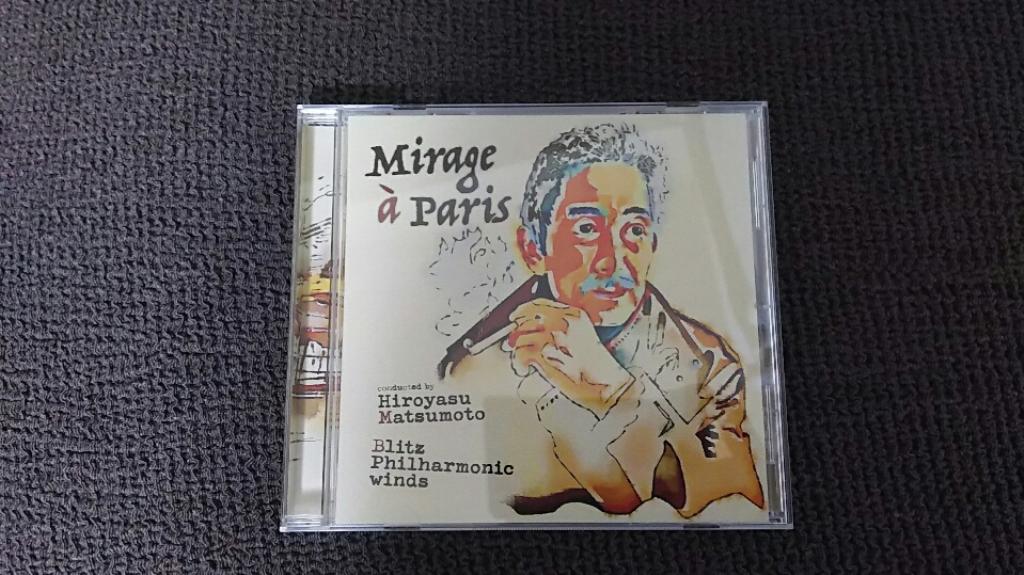 Mirage
à Paris
conducted by
Hiroyasu
Matsumoto
Blitz
Philharmonic
winds